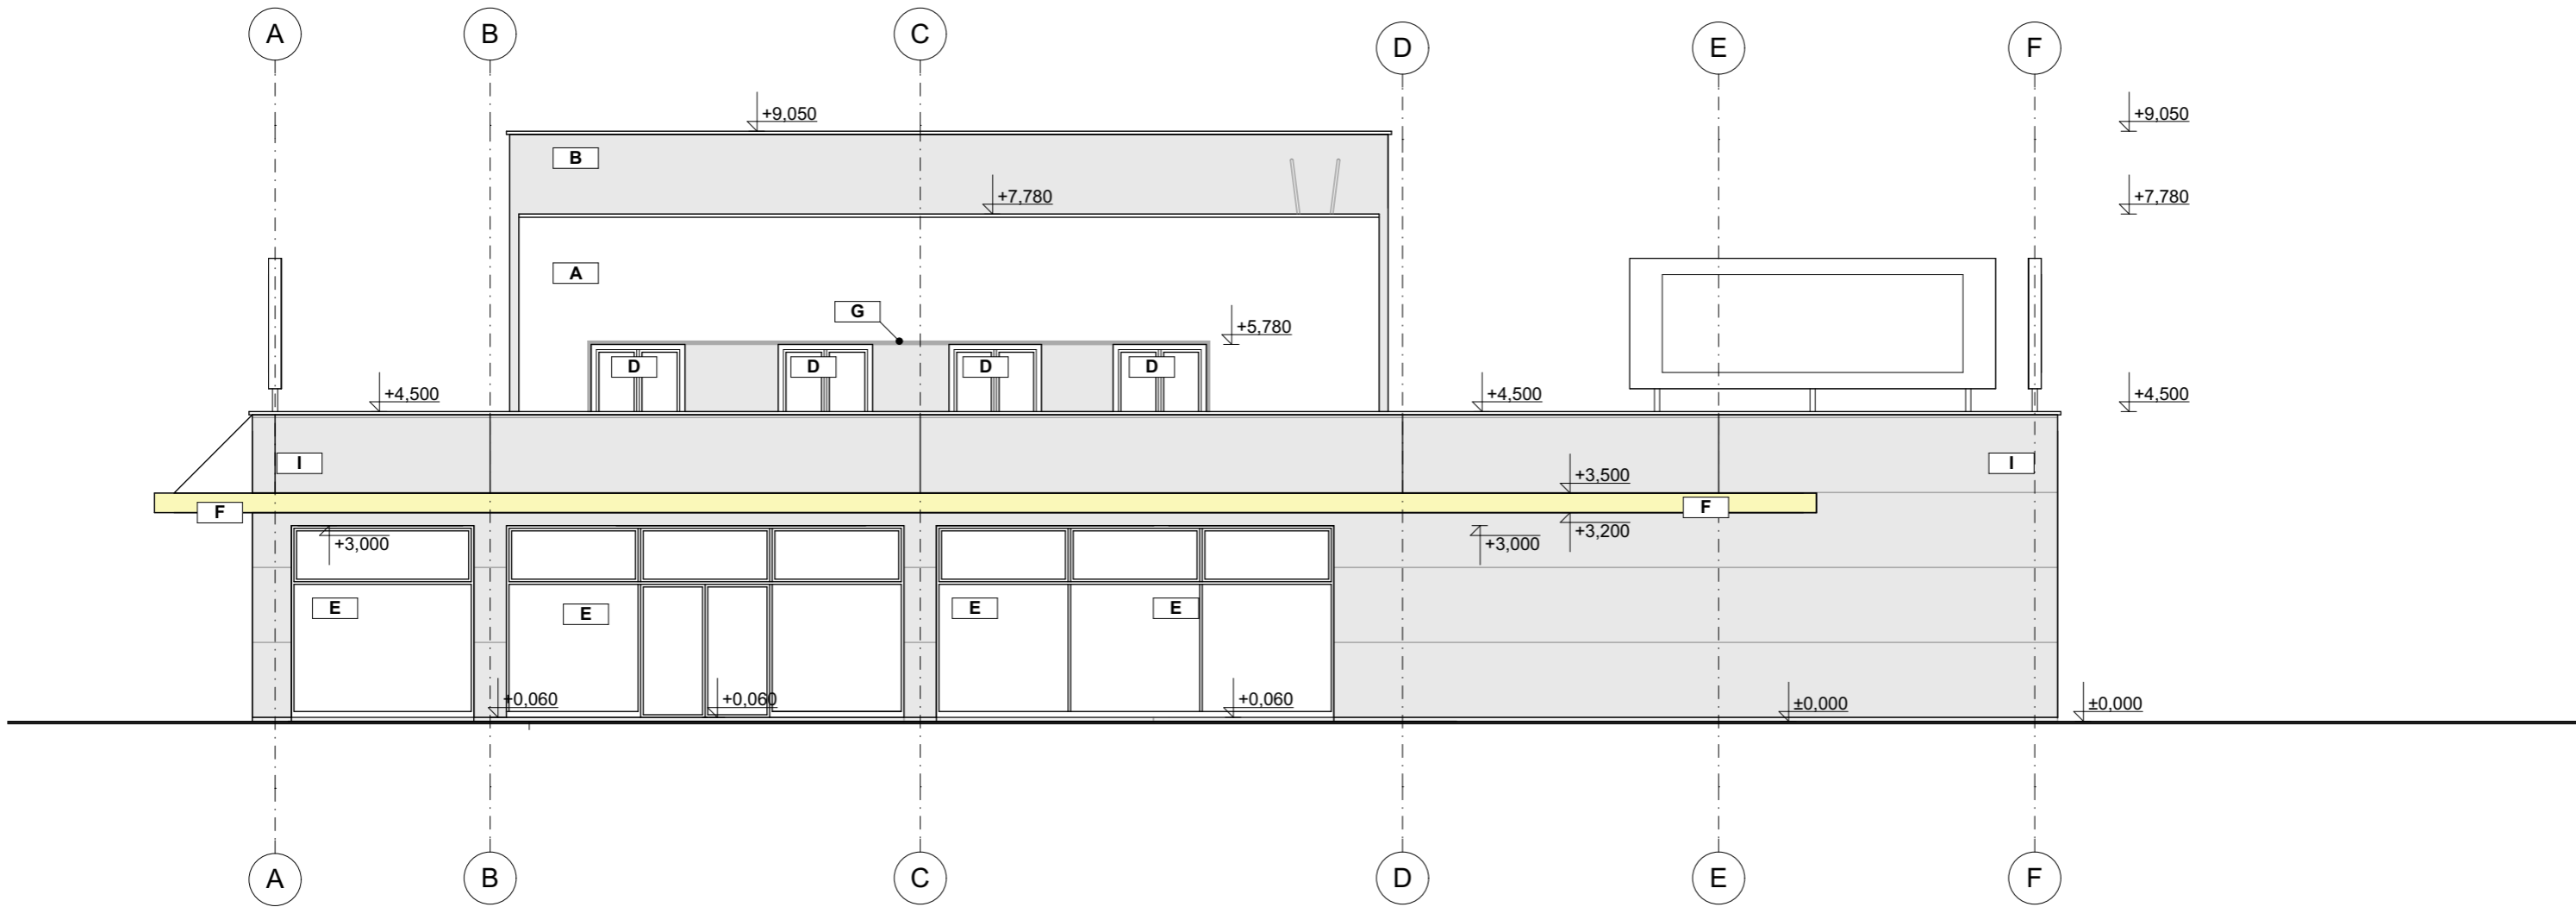 A B C D E F
+9,050 +9,050
B
+7,780 +7,780
A
G
+5,780
D D D D
+4,500 +4,500 +4,500
I I
+3,500
F F
+3,200
+3,000 +3,000
E E E E
+0,060 +0,060 +0,060 ±0,000 ±0,000
A B C D E F